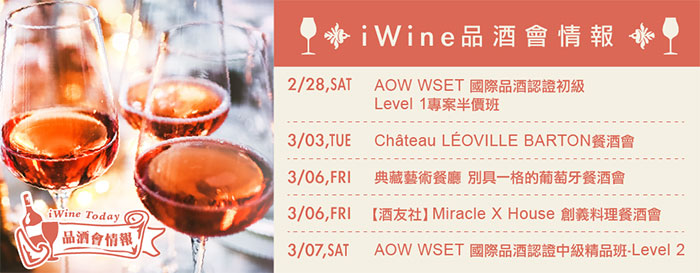 iWine品酒會情報
2/28,SAT AOW WSET 國際品酒認證初級
Level 1專案半價班
3/03,TUE Château LÉOVILLE BARTON餐酒會
3/06,FRI 典藏藝術餐廳 別具一格的葡萄牙餐酒會
3/06,FRI 【酒友社】Miracle X House 創義料理餐酒會
3/07,SAT AOW WSET 國際品酒認證中級精品班-Level 2
iWine Today
品酒會情報